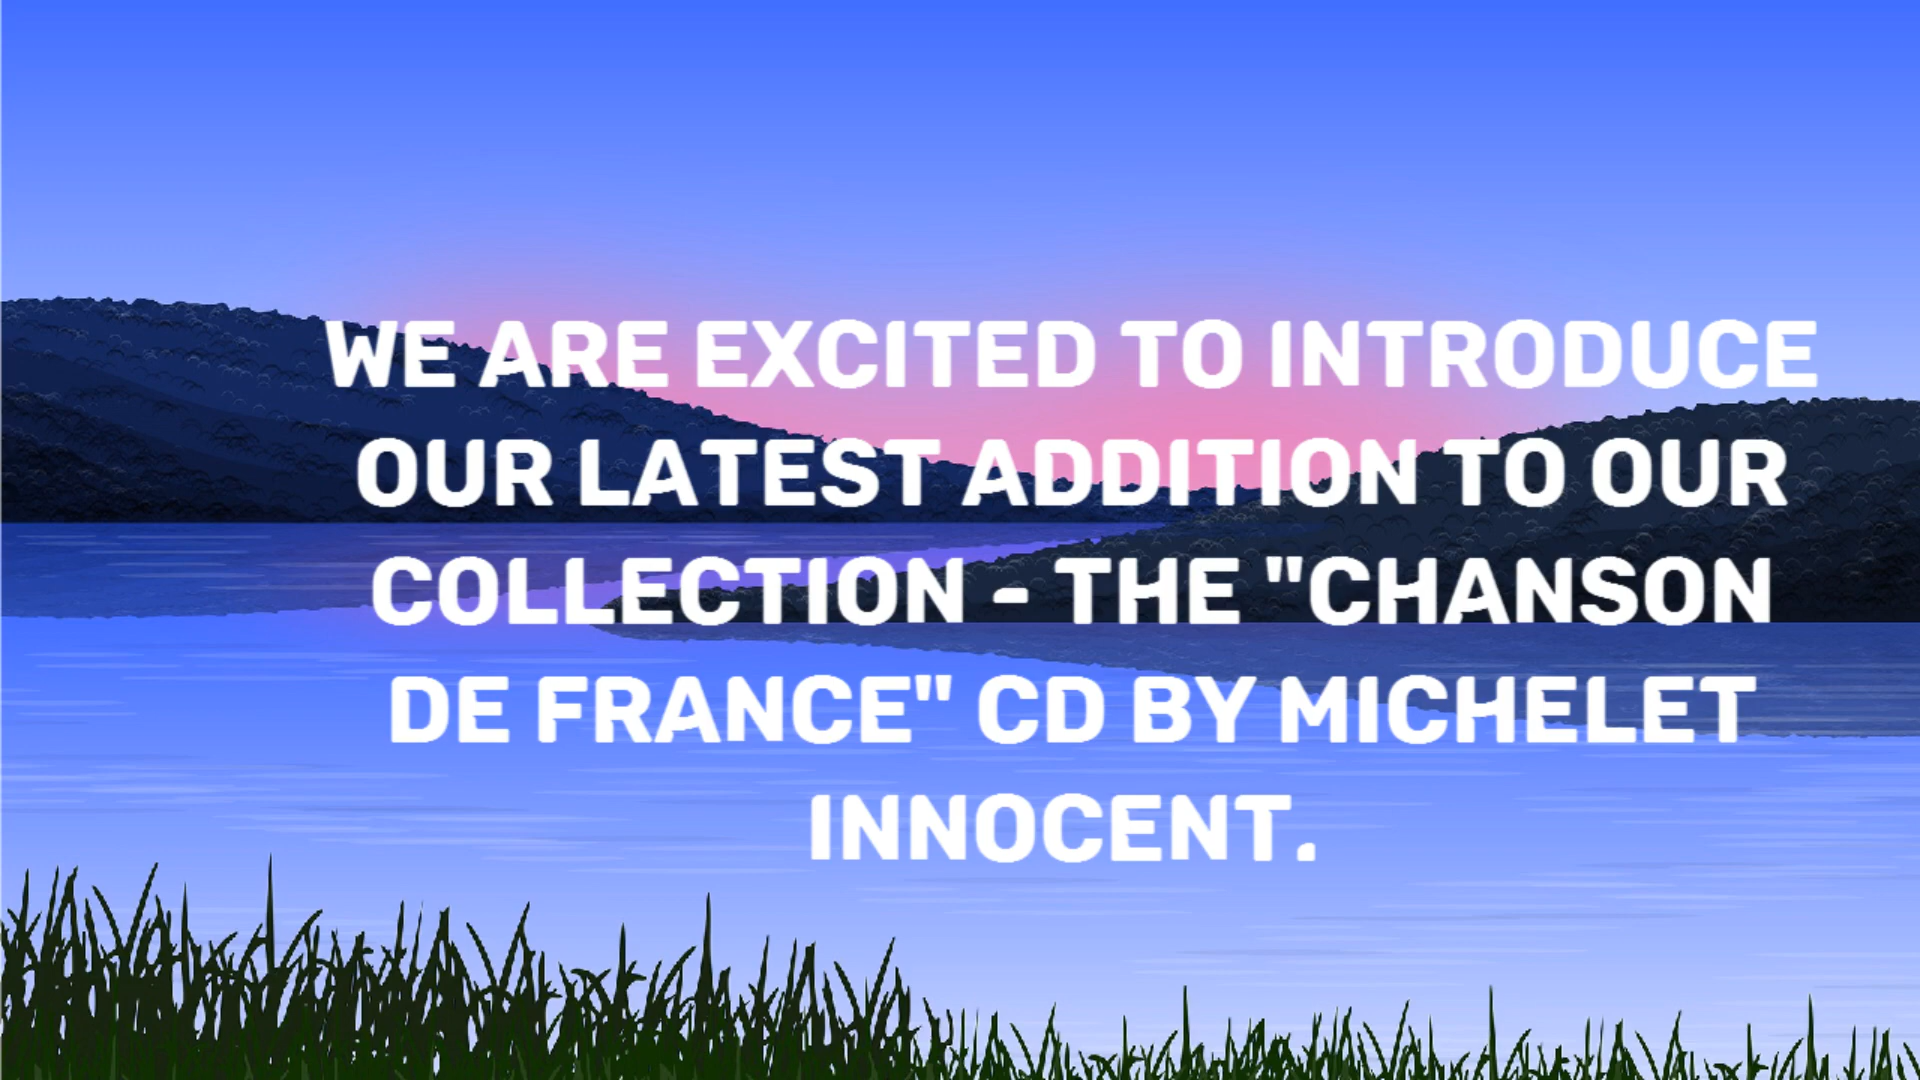 WE ARE EXCITED TO INTRODUCE
OUR LATEST ADDITION TO OUR
COLLECTION - THE "CHANSON
DE FRANCE" CD BY MICHELET
INNOCENT.